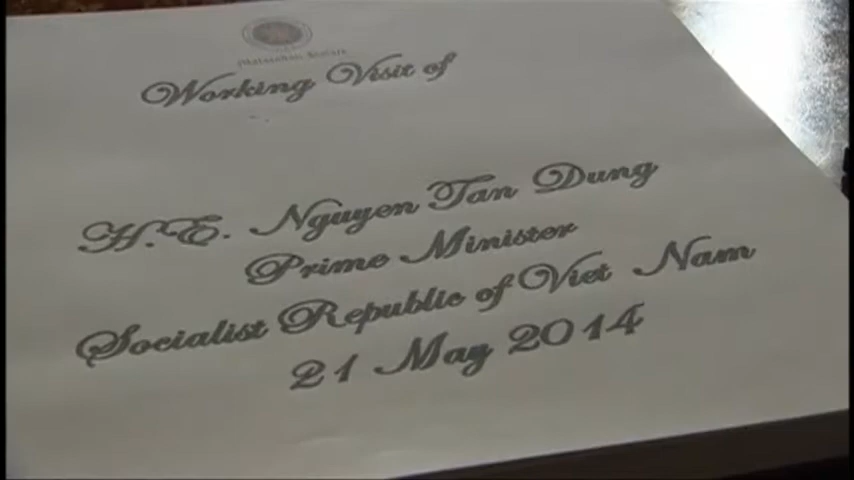 Working Visit of
H.E. Nguyen Tan Dung
Prime Minister
Socialist Republic of Viet Nam
21 May 2014